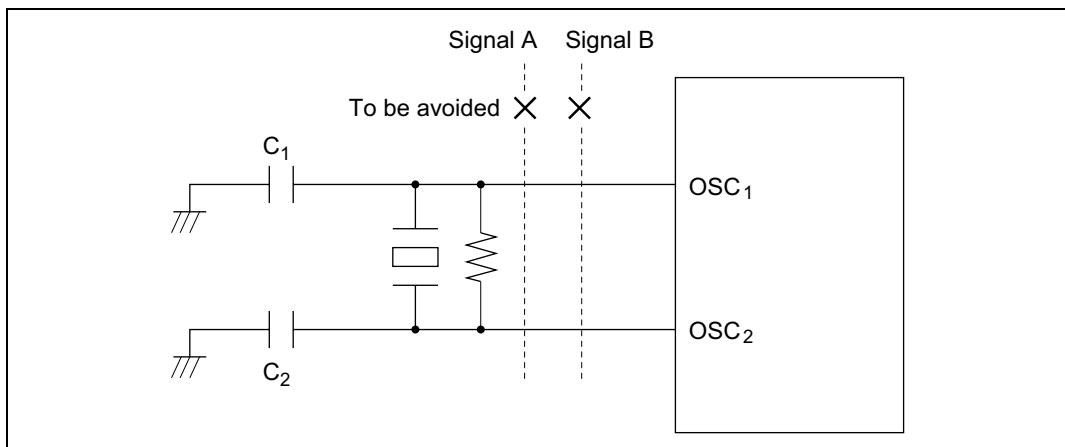 Signal A Signal B
To be avoided
C1
OSC1
OSC2
C2